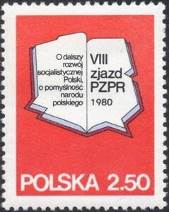 O dalszy
rozwój
socjalistycznej
Polski,
o pomyślność
narodu
polskiego
VIII
zjazd
PZPR
1980
POLSKA 2.50